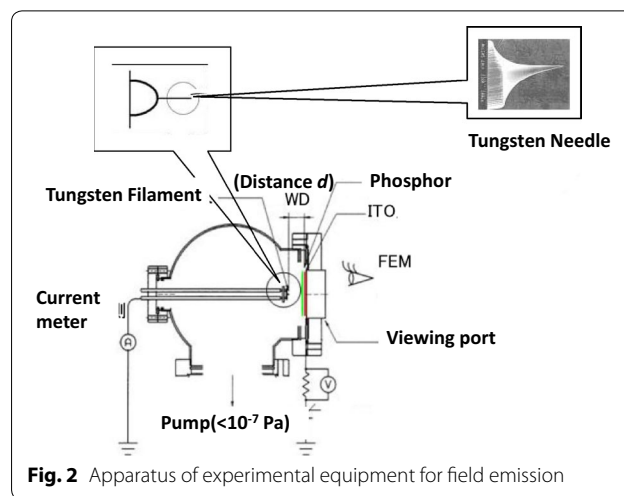 Tungsten Needle
Tungsten Filament
(Distance d)
WD
Phosphor
ITO.
FEM
Current
meter
A
Viewing port
V
Pump(<10⁻⁷ Pa)
Fig. 2 Apparatus of experimental equipment for field emission